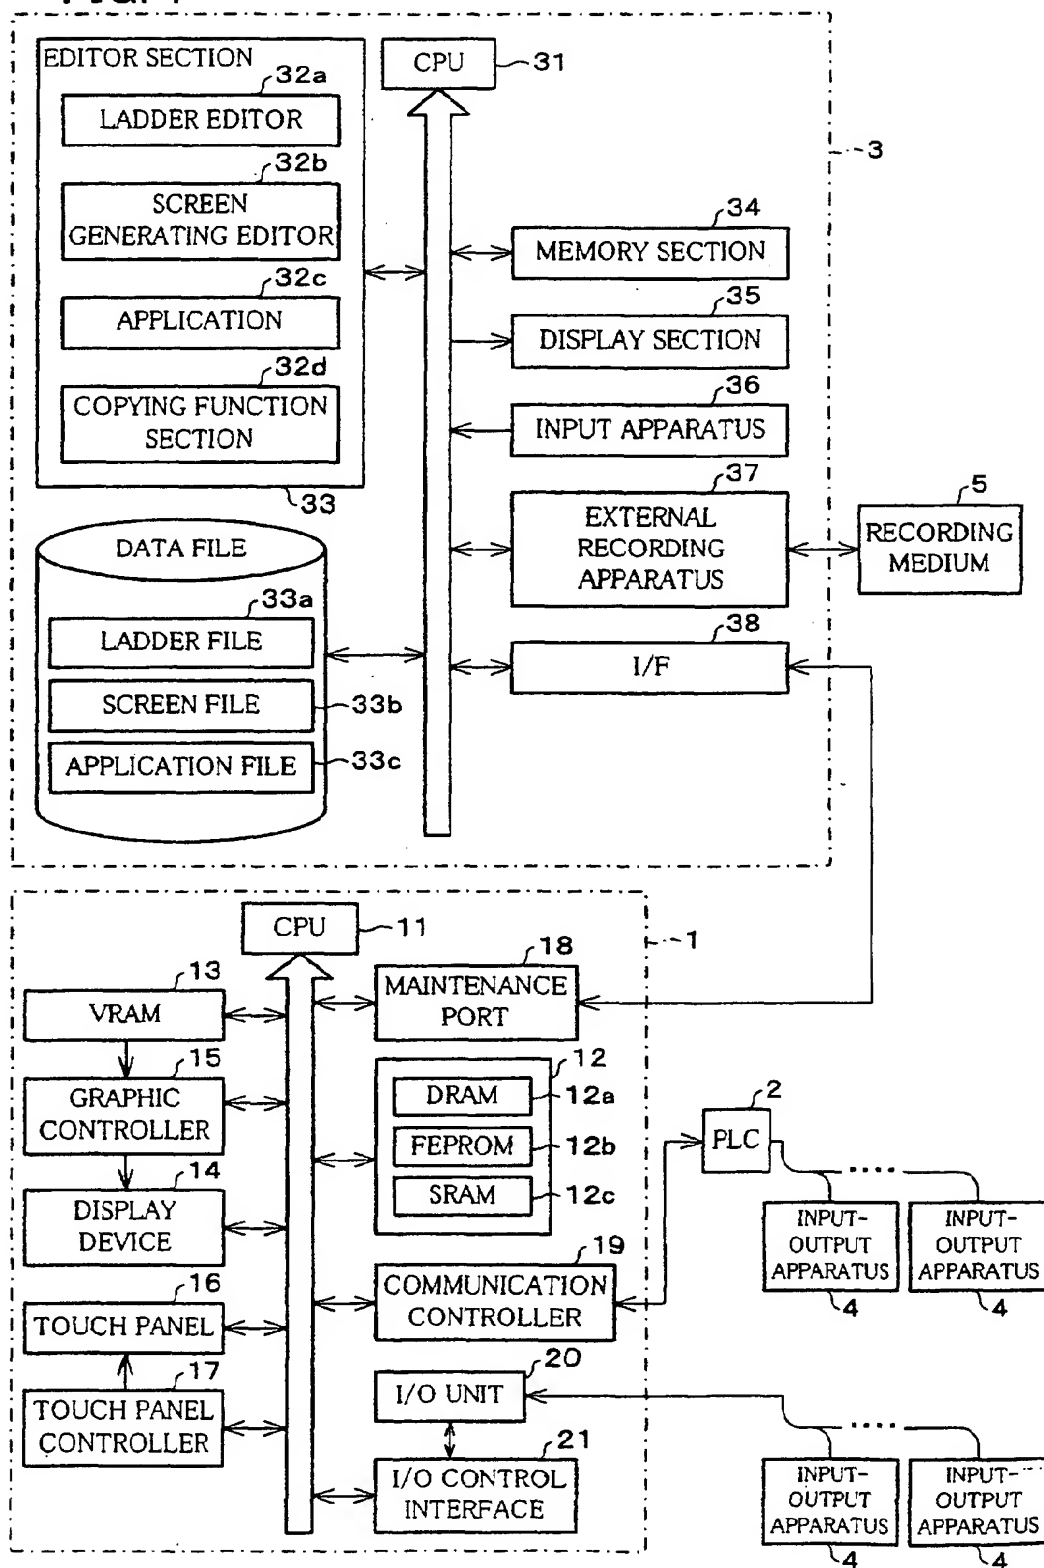 EDITOR SECTION
32a
LADDER EDITOR
32b
SCREEN
GENERATING EDITOR
32c
APPLICATION
32d
COPYING FUNCTION
SECTION
33
DATA FILE
33a
LADDER FILE
SCREEN FILE
33b
APPLICATION FILE
33c
CPU
31
3
34
MEMORY SECTION
35
DISPLAY SECTION
36
INPUT APPARATUS
37
EXTERNAL
RECORDING
APPARATUS
5
RECORDING
MEDIUM
38
I/F
CPU
11
1
13
VRAM
15
GRAPHIC
CONTROLLER
14
DISPLAY
DEVICE
16
TOUCH PANEL
17
TOUCH PANEL
CONTROLLER
18
MAINTENANCE
PORT
12
DRAM
12a
FEPROM
12b
SRAM
12c
19
COMMUNICATION
CONTROLLER
20
I/O UNIT
21
I/O CONTROL
INTERFACE
2
PLC
INPUT-
OUTPUT
APPARATUS
4
INPUT-
OUTPUT
APPARATUS
4
INPUT-
OUTPUT
APPARATUS
4
INPUT-
OUTPUT
APPARATUS
4